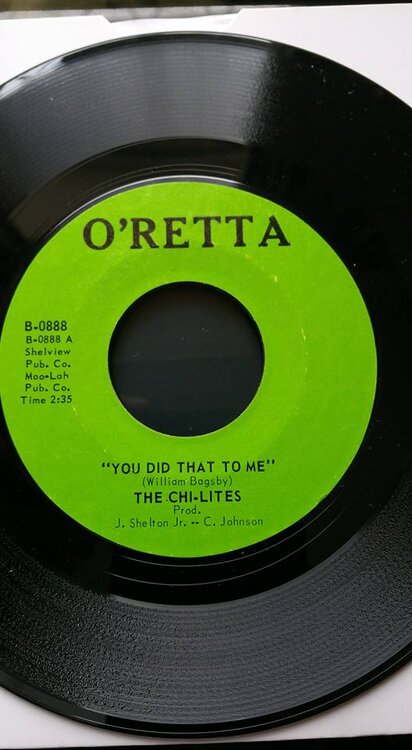 O'RETTA
B-0888
B-0888 A
Shelview
Pub. Co.
Moo-Lah
Pub. Co.
Time 2:35
"YOU DID THAT TO ME"
(William Bagsby)
THE CHI-LITES
Prod.
J. Shelton Jr. -- C. Johnson